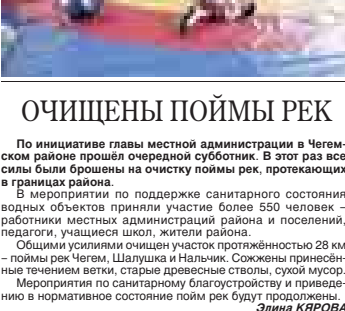 ОЧИЩЕНЫ ПОЙМЫ РЕК
По инициативе главы местной администрации в Чегем-
ском районе прошёл очередной субботник. В этот раз все
силы были брошены на очистку поймы рек, протекающих
в границах района.
В мероприятии по поддержке санитарного состояния
водных объектов приняли участие более 550 человек –
работники местных администраций района и поселений,
педагоги, учащиеся школ, жители района.
Общими усилиями очищен участок протяжённостью 28 км
– поймы рек Чегем, Шалушка и Нальчик. Сожжены принесён-
ные течением ветки, старые древесные стволы, сухой мусор.
Мероприятия по санитарному благоустройству и приведе-
нию в нормативное состояние пойм рек будут продолжены.
Элина КЯРОВА